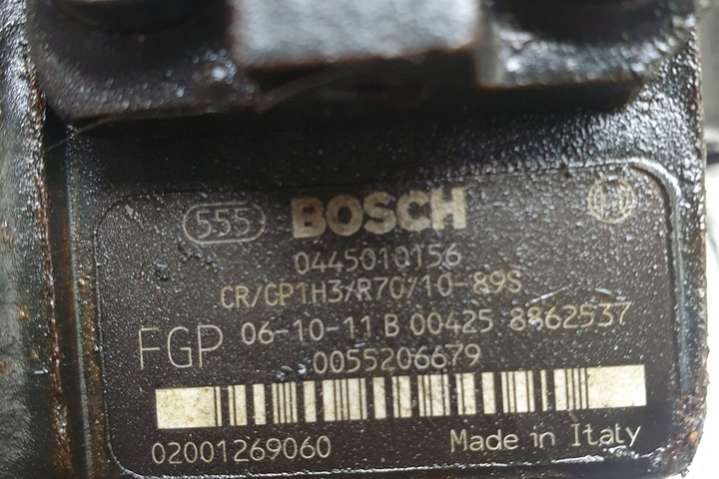 555 BOSCH
0445010156
CR/CP1H3/R70/10-89S
FGP 06-10-11 B 00425 8862537
0055206679
02001269060 Made in Italy